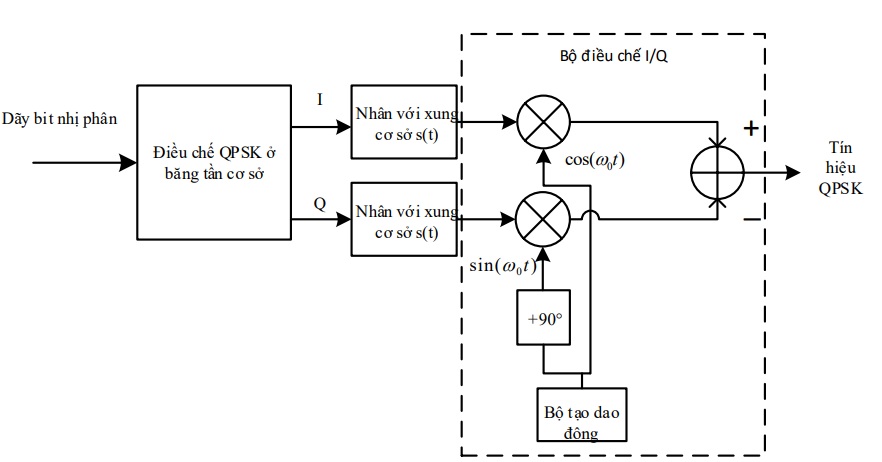 Bộ điều chế I/Q
Dãy bit nhị phân
Điều chế QPSK ở
băng tần cơ sở
I
Nhân với xung
cơ sở s(t)
cos(ω₀t)
+
Tín
hiệu
QPSK
Q
Nhân với xung
cơ sở s(t)
−
sin(ω₀t)
+90°
Bộ tạo dao
động